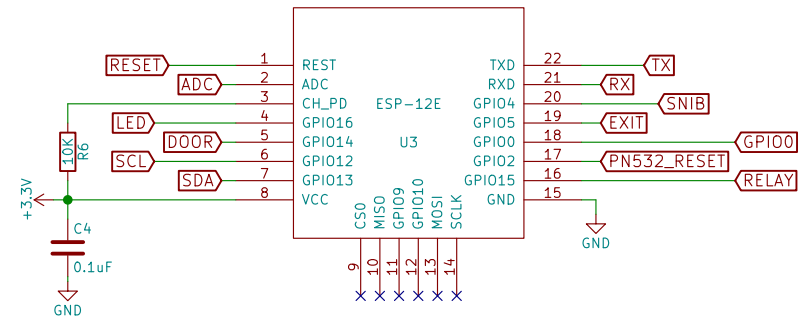 RESET 1 REST TXD 22 TX
ADC 2 ADC RXD 21 RX
3 CH_PD ESP-12E GPIO4 20 SNIB
LED 4 GPIO16 GPIO5 19 EXIT
DOOR 5 GPIO14 U3 GPIO0 18 GPIO0
SCL 6 GPIO12 GPIO2 17 PN532_RESET
SDA 7 GPIO13 GPIO15 16 RELAY
8 VCC GND 15
10K
R6
+3.3V
C4
0.1uF
GND
CS0
MISO
GPIO9
GPIO10
MOSI
SCLK
9
10
11
12
13
14
GND